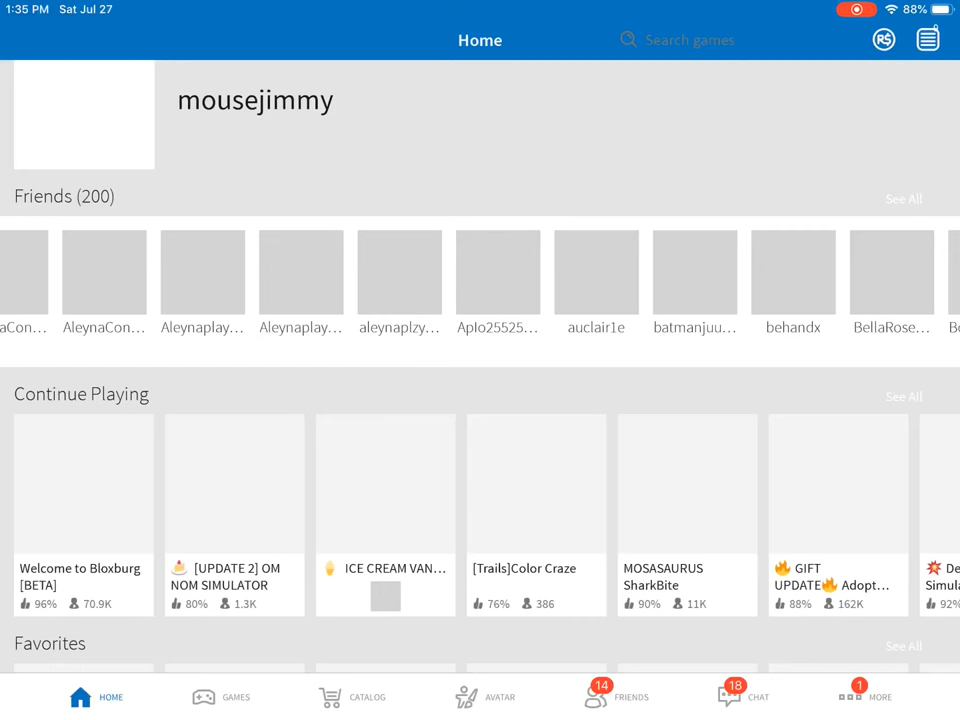 1:35 PM Sat Jul 27 88%
Home Search games R$ 0
mousejimmy
Friends (200) See All
aCon... AleynaCon... Aleynaplay... Aleynaplay... aleynaplzy... auclair1e batmanjuu... behandx BellaRose...
Continue Playing See All
Welcome to Bloxburg
[BETA]
96% 70.9K
[UPDATE 2] OM
NOM SIMULATOR
80% 1.3K
ICE CREAM VAN...
[Trails]Color Craze
76% 386
MOSASAURUS
SharkBite
90% 11K
🔥 GIFT
UPDATE🔥 Adopt...
88% 162K
💥 De
Simula
92%
Favorites See All
HOME GAMES CATALOG AVATAR 14 FRIENDS 18 CHAT 1 MORE